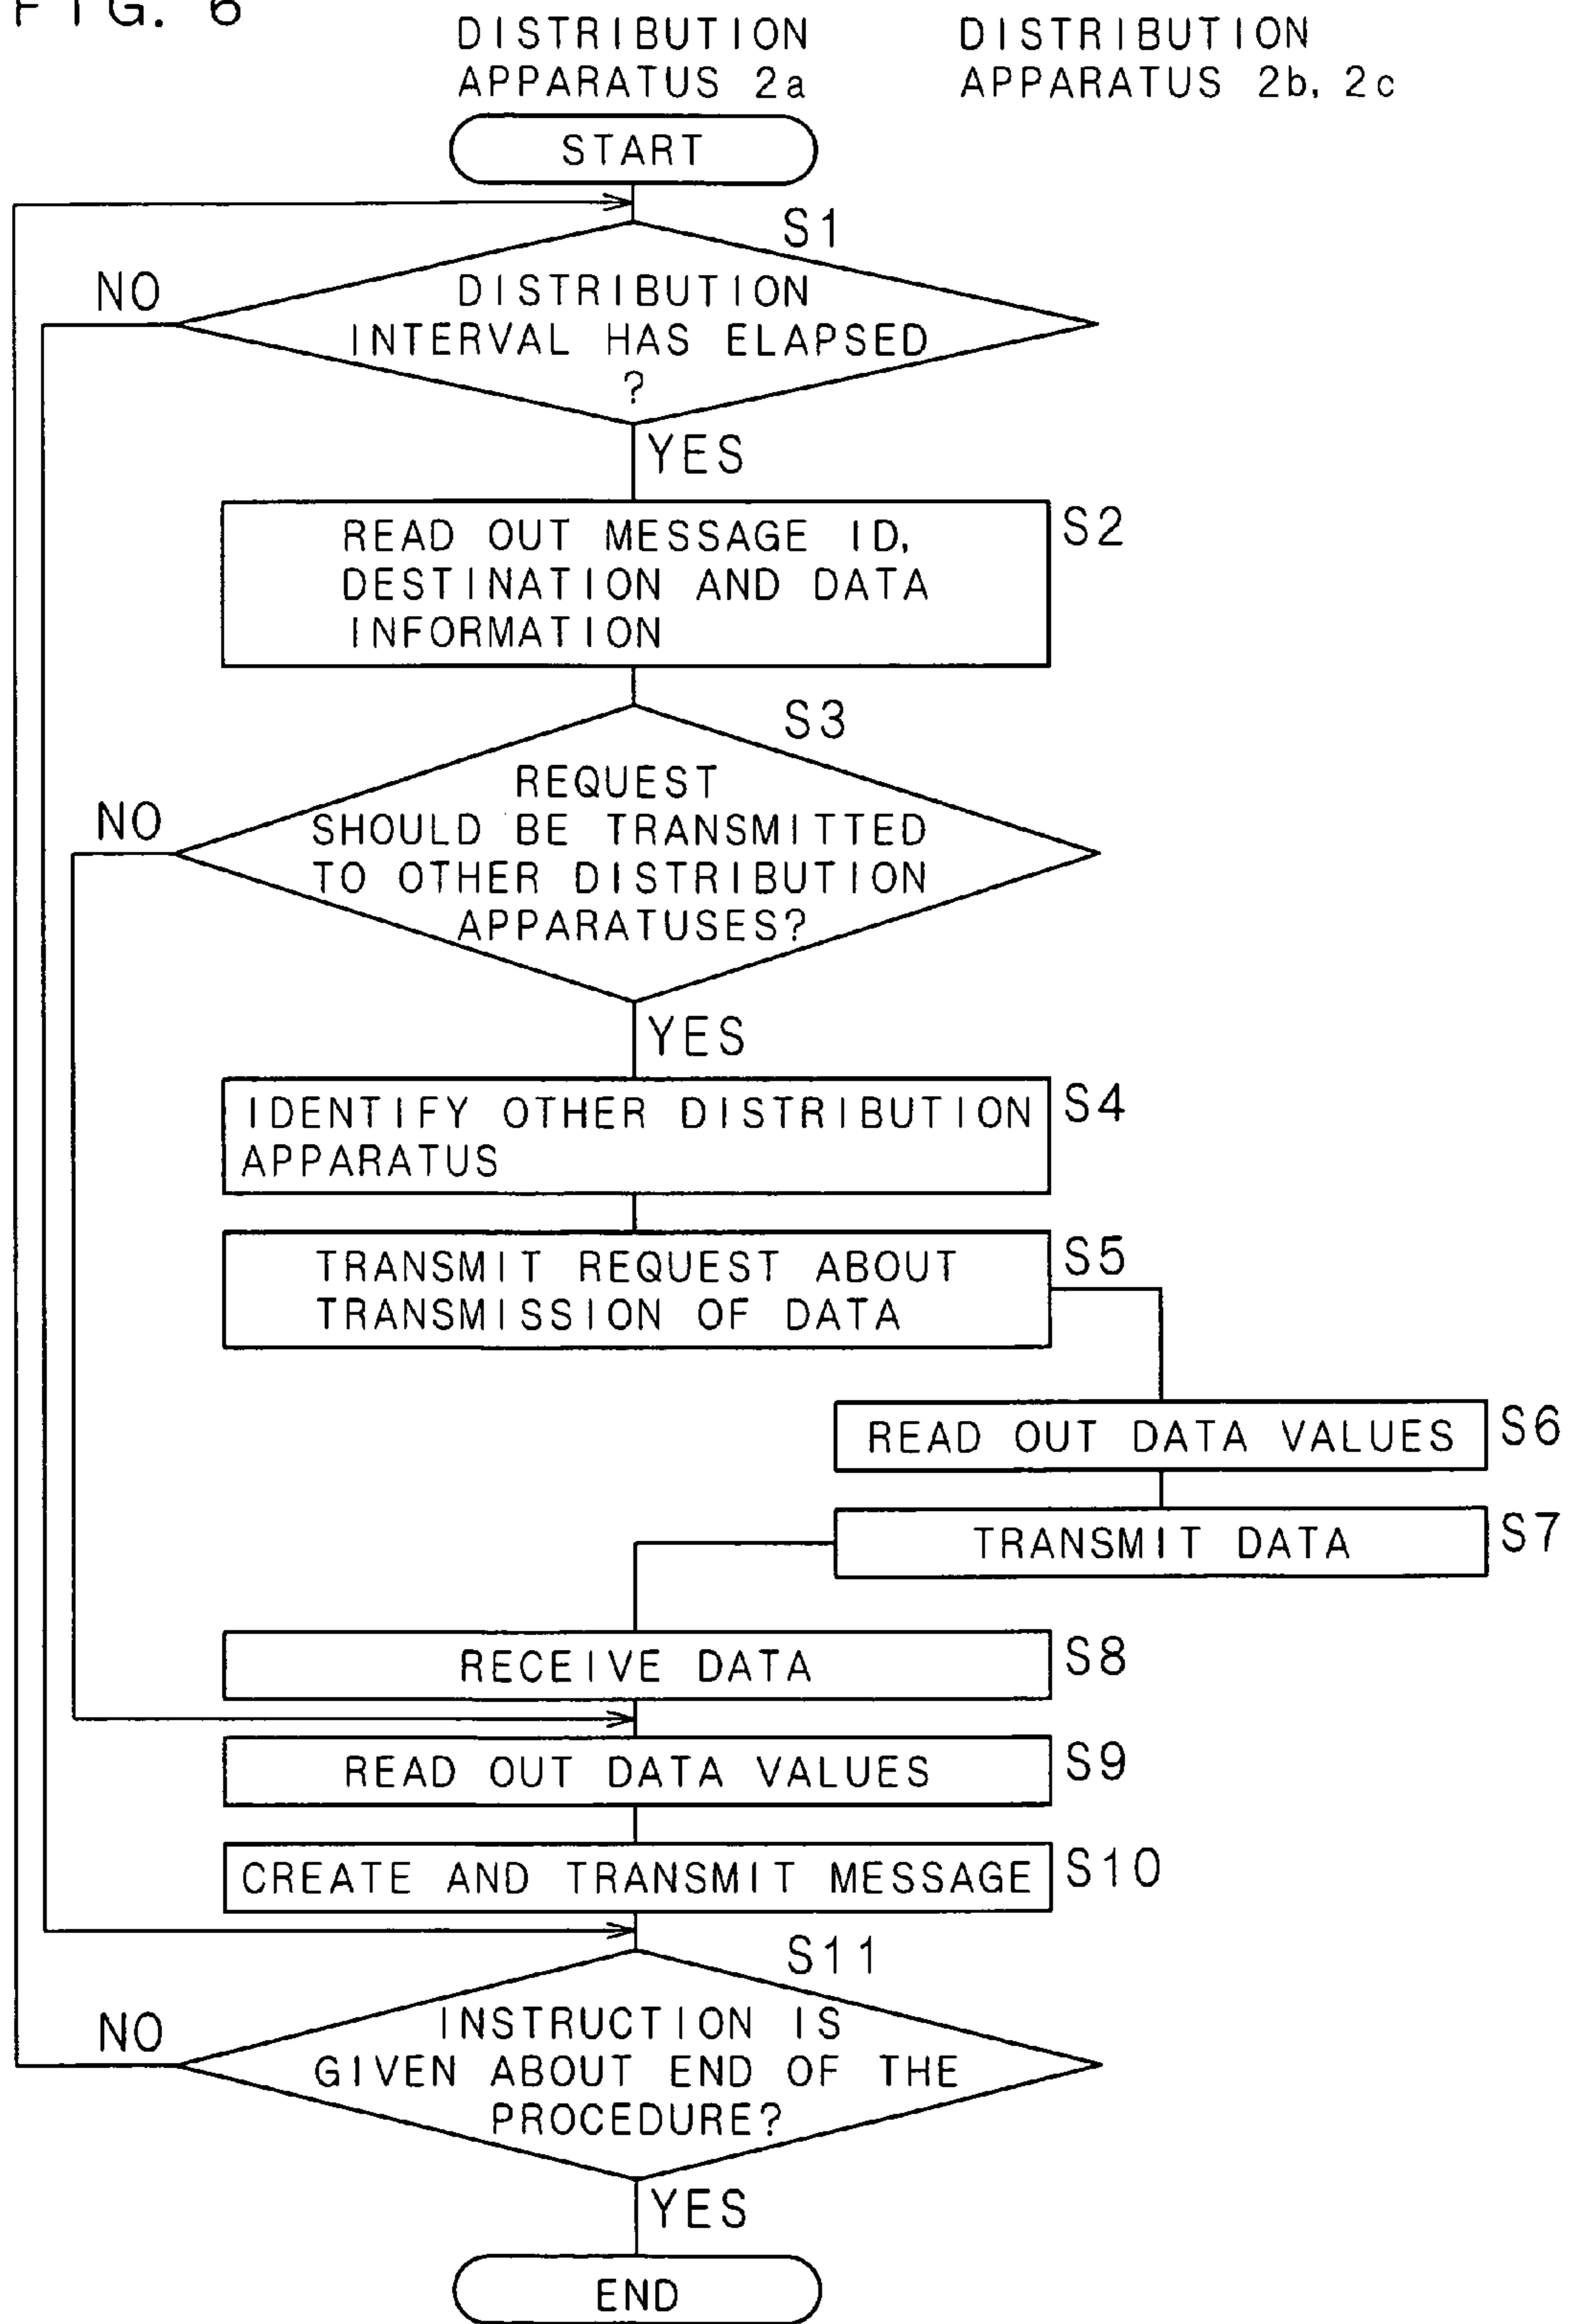 FIG. 6
DISTRIBUTION
APPARATUS 2a
DISTRIBUTION
APPARATUS 2b, 2c
START
S1
NO
DISTRIBUTION
INTERVAL HAS ELAPSED
?
YES
S2
READ OUT MESSAGE ID,
DESTINATION AND DATA
INFORMATION
S3
NO
REQUEST
SHOULD BE TRANSMITTED
TO OTHER DISTRIBUTION
APPARATUSES?
YES
S4
IDENTIFY OTHER DISTRIBUTION
APPARATUS
S5
TRANSMIT REQUEST ABOUT
TRANSMISSION OF DATA
READ OUT DATA VALUES S6
TRANSMIT DATA S7
RECEIVE DATA S8
READ OUT DATA VALUES S9
CREATE AND TRANSMIT MESSAGE S10
S11
NO
INSTRUCTION IS
GIVEN ABOUT END OF THE
PROCEDURE?
YES
END